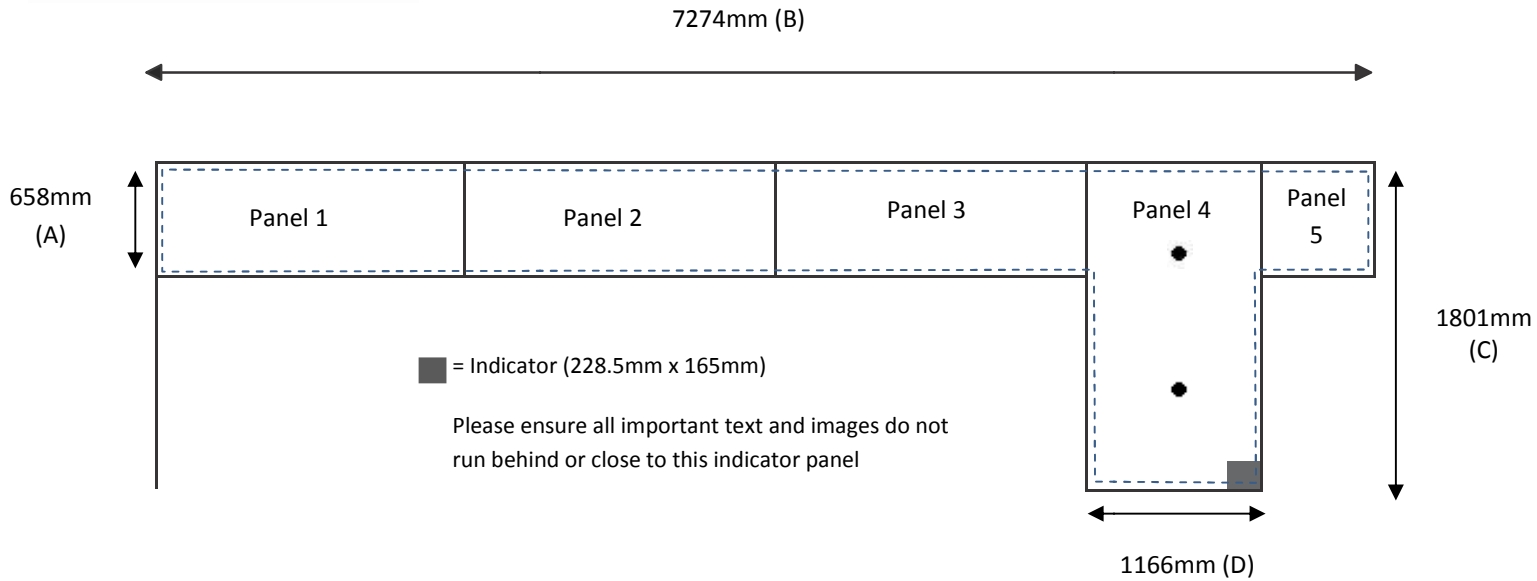 7274mm (B)
658mm
(A)
Panel 1
Panel 2
Panel 3
Panel 4
Panel
5
1801mm
(C)
= Indicator (228.5mm x 165mm)
Please ensure all important text and images do not
run behind or close to this indicator panel
1166mm (D)